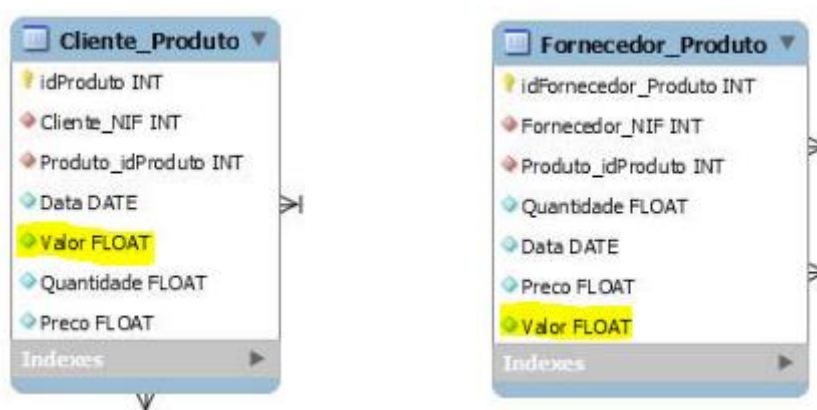 Cliente_Produto
idProduto INT
Cliente_NIF INT
Produto_idProduto INT
Data DATE
Valor FLOAT
Quantidade FLOAT
Preco FLOAT
Indexes
Fornecedor_Produto
idFornecedor_Produto INT
Fornecedor_NIF INT
Produto_idProduto INT
Quantidade FLOAT
Data DATE
Preco FLOAT
Valor FLOAT
Indexes